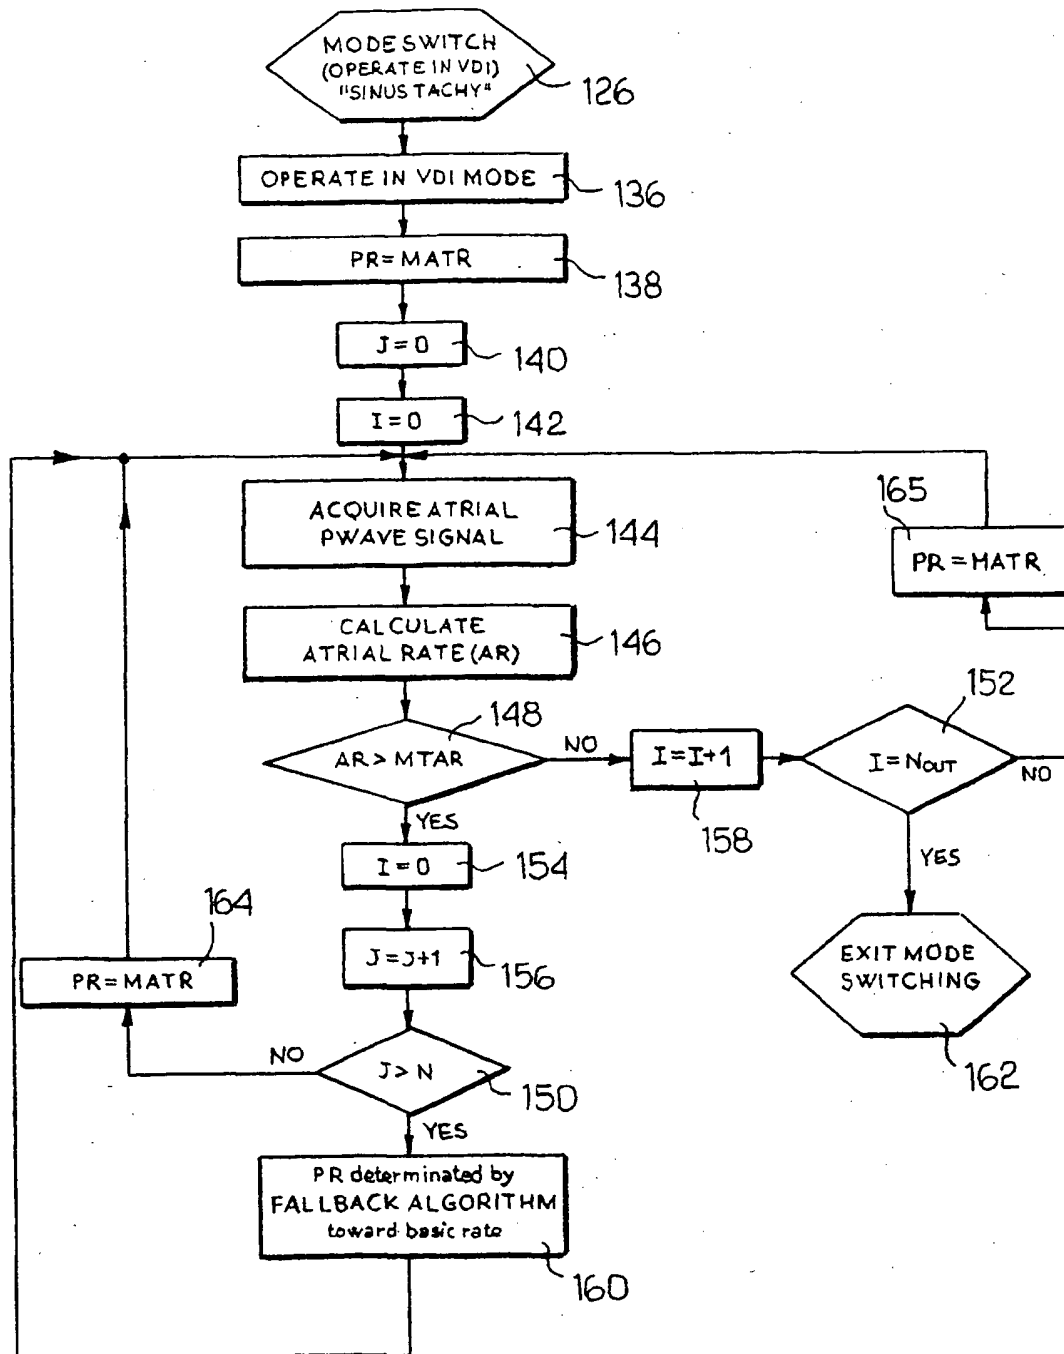 MODE SWITCH
(OPERATE IN VDI)
"SINUS TACHY"
126
OPERATE IN VDI MODE
136
PR=MATR
138
J=0
140
I=0
142
ACQUIRE ATRIAL
PWAVE SIGNAL
144
165
PR=MATR
CALCULATE
ATRIAL RATE (AR)
146
148
AR>MTAR
NO
I=I+1
158
152
I=NOUT
NO
YES
YES
I=0
154
J=J+1
156
164
PR=MATR
EXIT MODE
SWITCHING
162
NO
J>N
150
YES
PR determinated by
FALLBACK ALGORITHM
toward basic rate
160